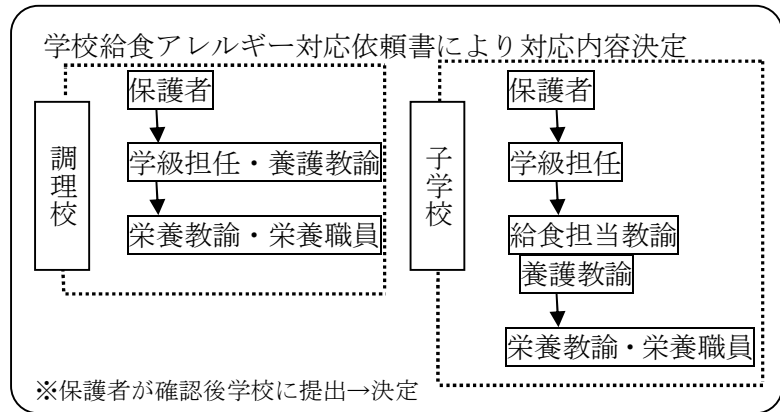 学校給食アレルギー対応依頼書により対応内容決定
調理校
保護者
学級担任・養護教諭
栄養教諭・栄養職員
子学校
保護者
学級担任
給食担当教諭
養護教諭
栄養教諭・栄養職員
※保護者が確認後学校に提出→決定